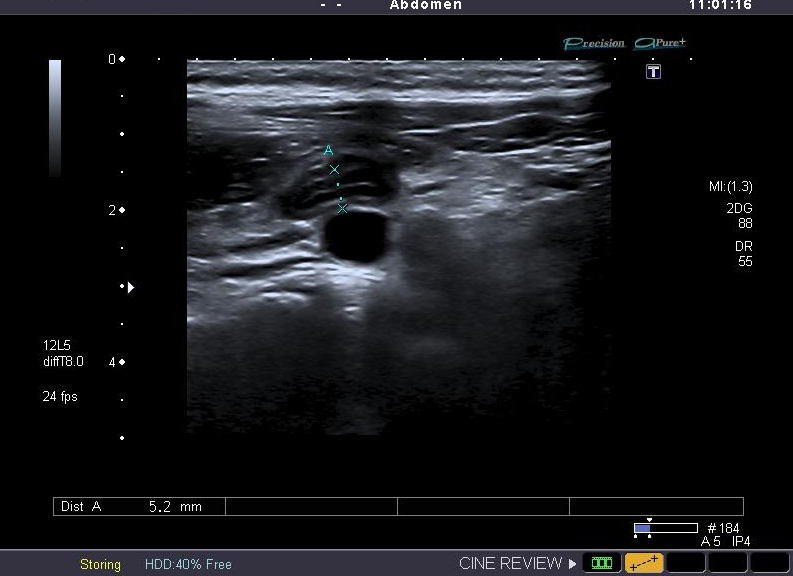 - -
Abdomen
11:01:16
Precision
APure+
0
T
A
MI:(1.3)
2DG
88
DR
55
2
12L5
diffT8.0
4
24 fps
Dist A 5.2 mm
#184
A 5 IP4
Storing
HDD:40% Free
CINE REVIEW